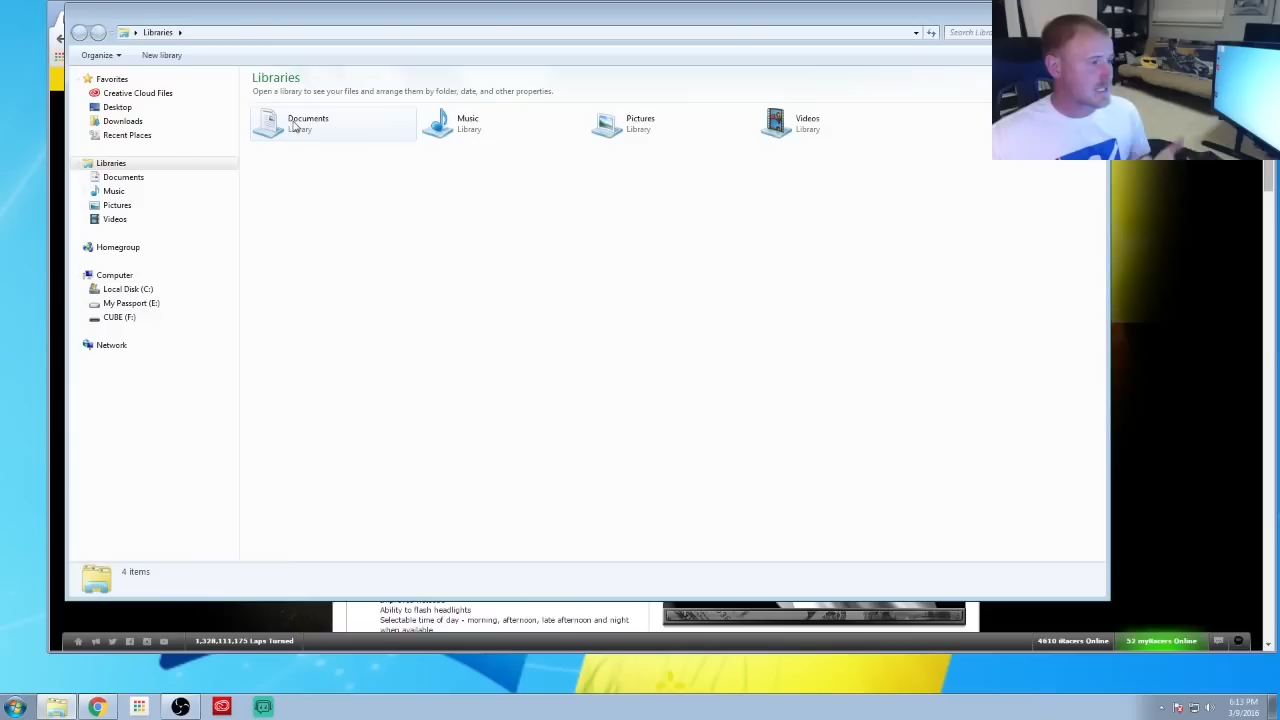 Libraries
Search Libra
Organize
New library
Favorites
Creative Cloud Files
Desktop
Downloads
Recent Places
Libraries
Documents
Music
Pictures
Videos
Homegroup
Computer
Local Disk (C:)
My Passport (E:)
CUBE (F:)
Network
Libraries
Open a library to see your files and arrange them by folder, date, and other properties.
Documents
Library
Music
Library
Pictures
Library
Videos
Library
4 items
Ability to flash headlights
Selectable time of day - morning, afternoon, late afternoon and night
when available
1,328,111,175 Laps Turned
4610 iRacers Online
52 myRacers Online
6:13 PM
3/9/2016